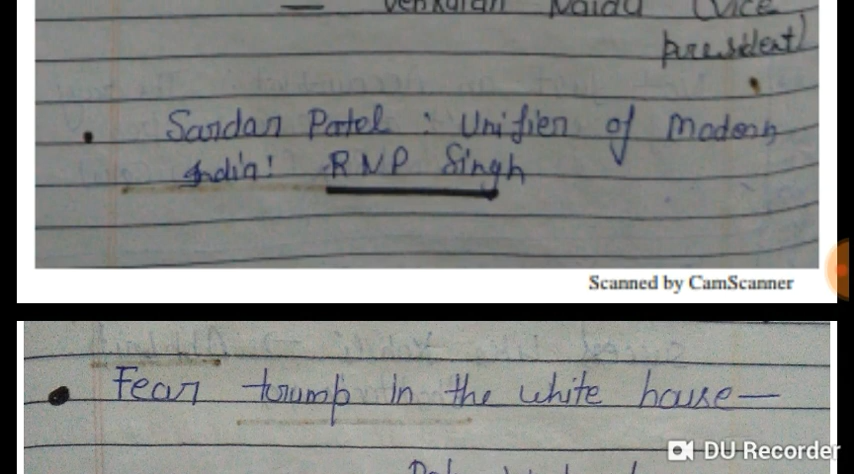 — Venkaiah Naidu (Vice
president)
• Sardar Patel : Unifier of Modern
India! RNP Singh
Scanned by CamScanner
• Fear trump in the white house—
DU Recorder